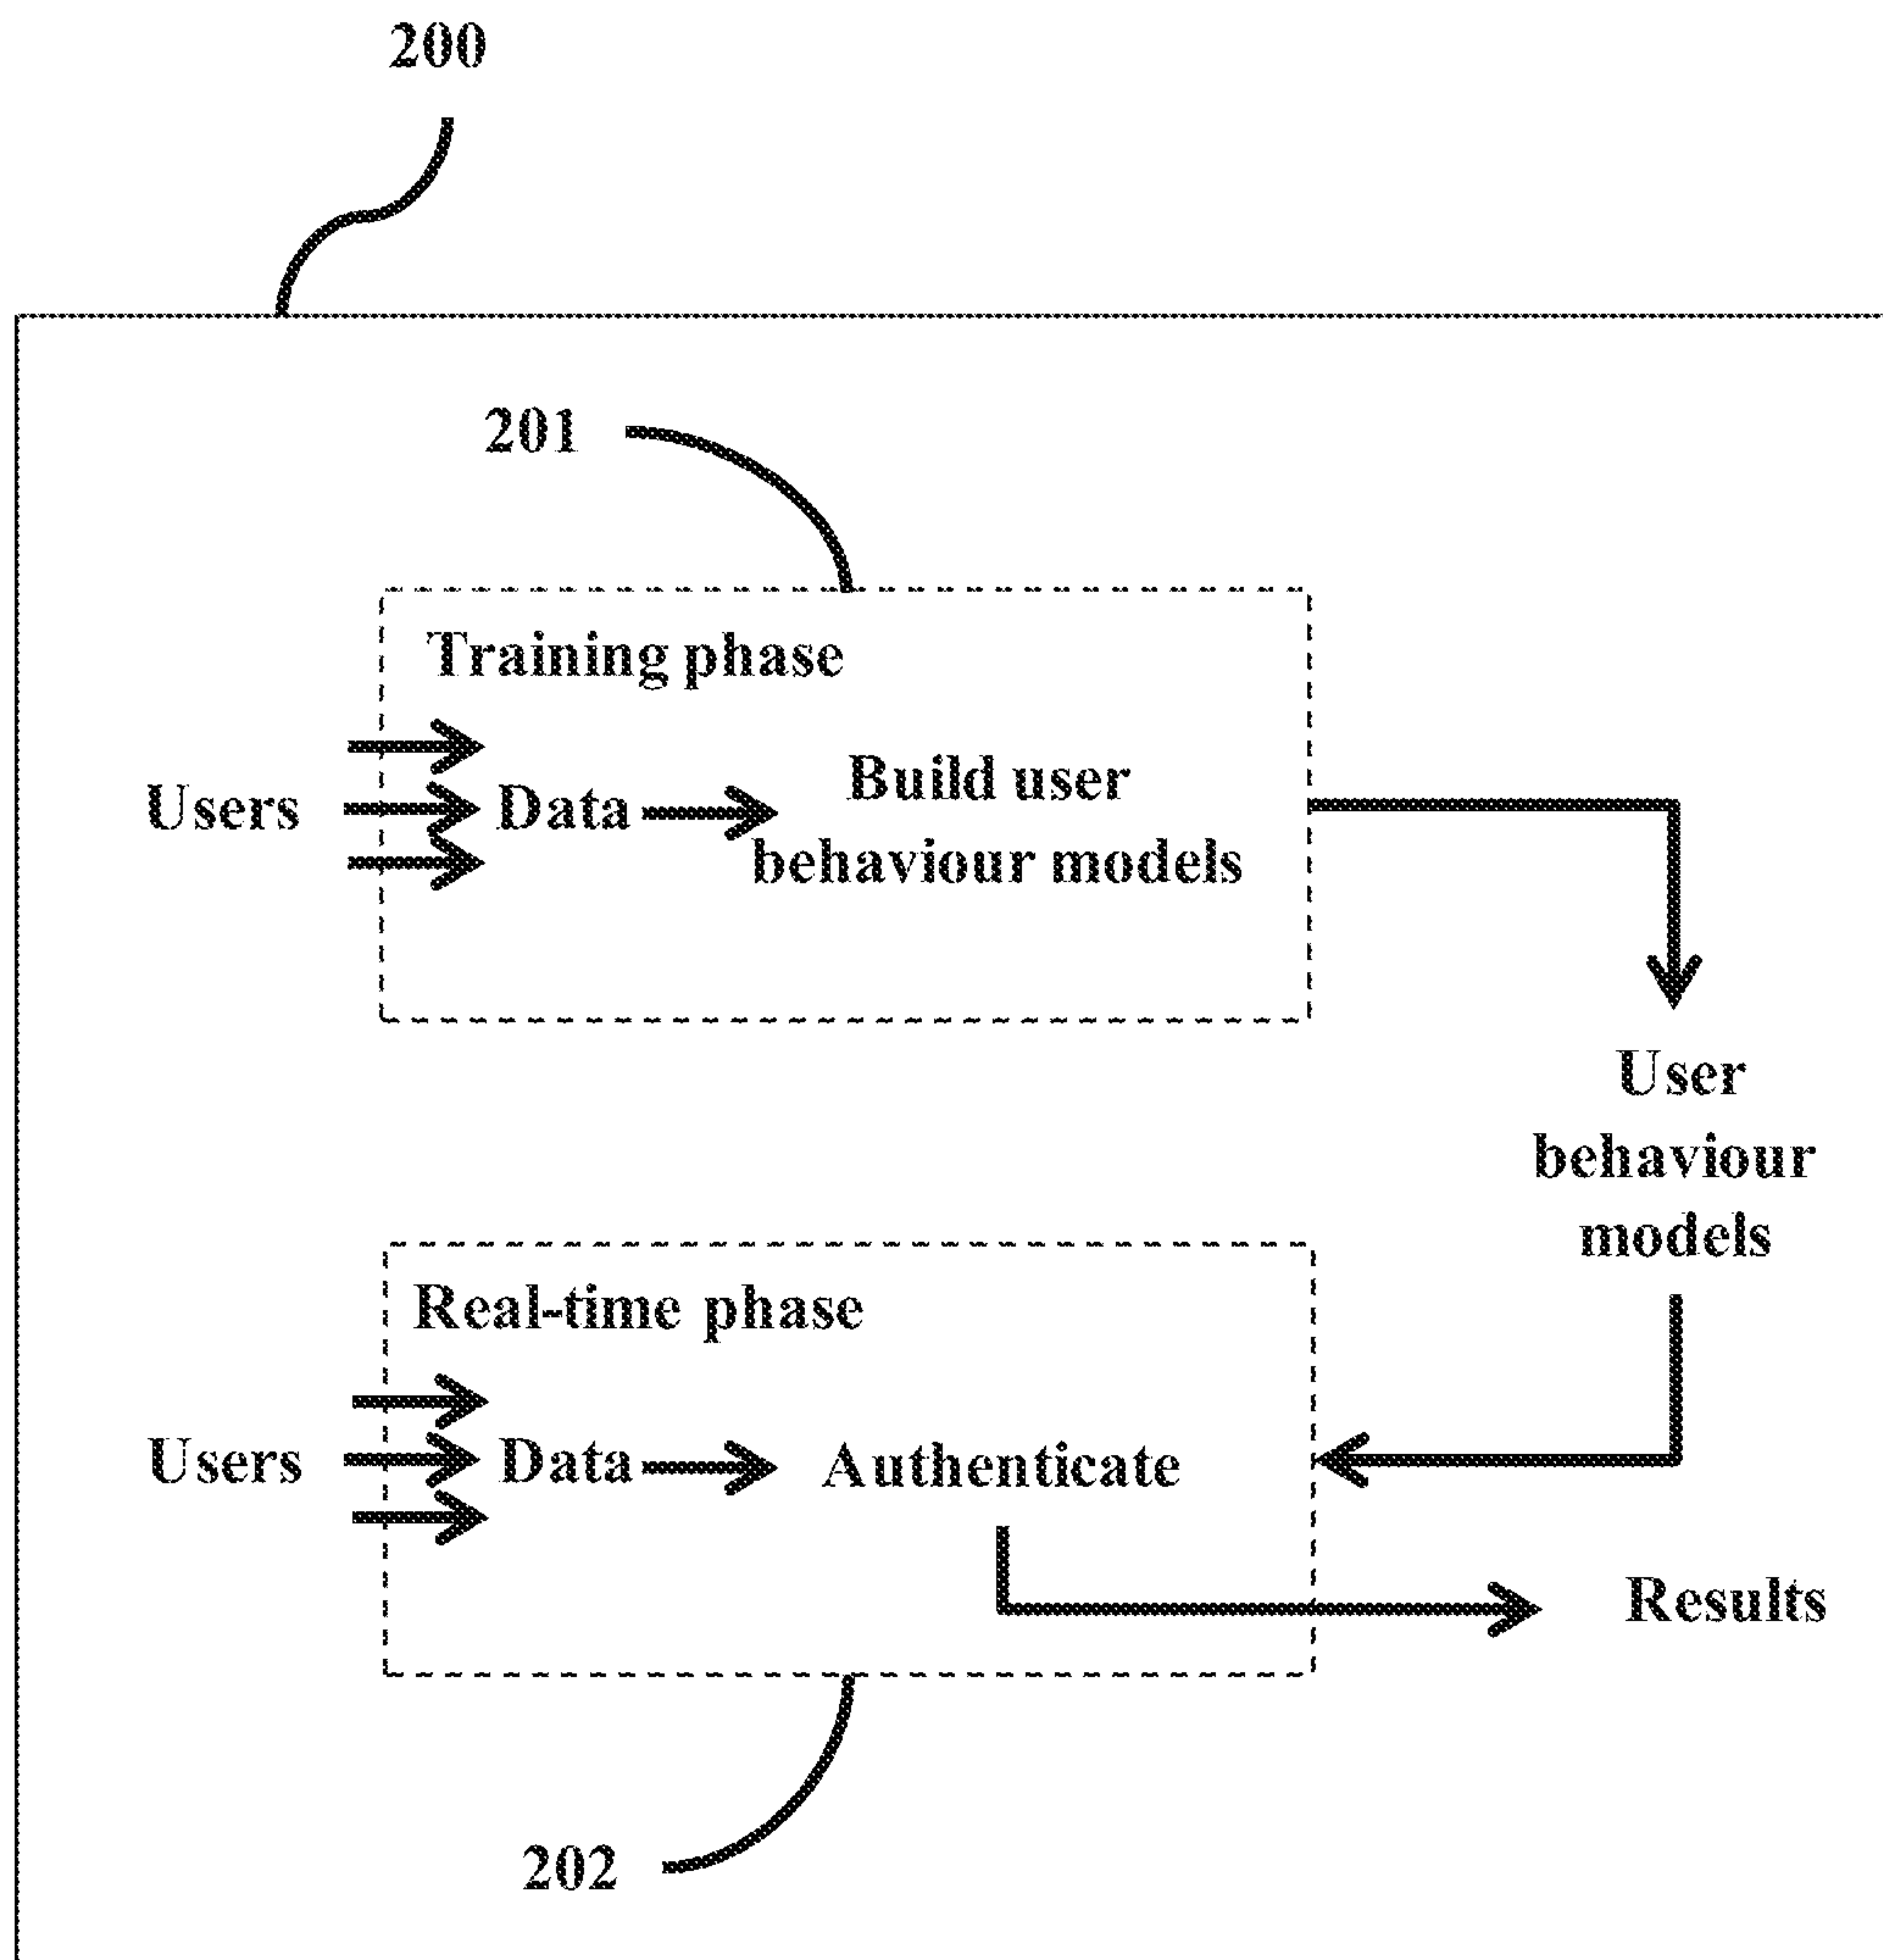 200
201
Training phase
Users
Data
Build user
behaviour models
User
behaviour
models
Real-time phase
Users
Data
Authenticate
Results
202